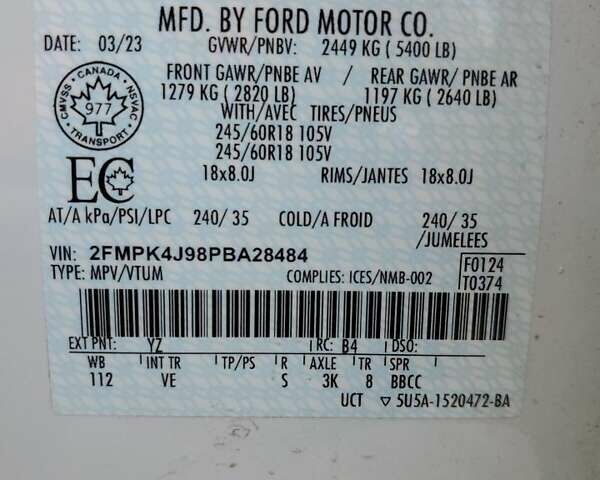 MFD. BY FORD MOTOR CO.
DATE: 03/23 GVWR/PNBV: 2449 KG ( 5400 LB)
FRONT GAWR/PNBE AV / REAR GAWR/ PNBE AR
1279 KG ( 2820 LB) 1197 KG ( 2640 LB)
WITH/AVEC TIRES/PNEUS
245/60R18 105V
245/60R18 105V
18x8.0J RIMS/JANTES 18x8.0J
CMVSS CANADA NSVAC
977
TRANSPORT
EC
AT/A kPa/PSI/LPC 240/ 35 COLD/A FROID 240/ 35
/JUMELEES
VIN: 2FMPK4J98PBA28484
TYPE: MPV/VTUM COMPLIES: ICES/NMB-002
F0124
T0374
EXT PNT: YZ RC: B4 DSO:
WB INT TR TP/PS R AXLE TR SPR
112 VE S 3K 8 BBCC
UCT ▽ 5U5A-1520472-BA